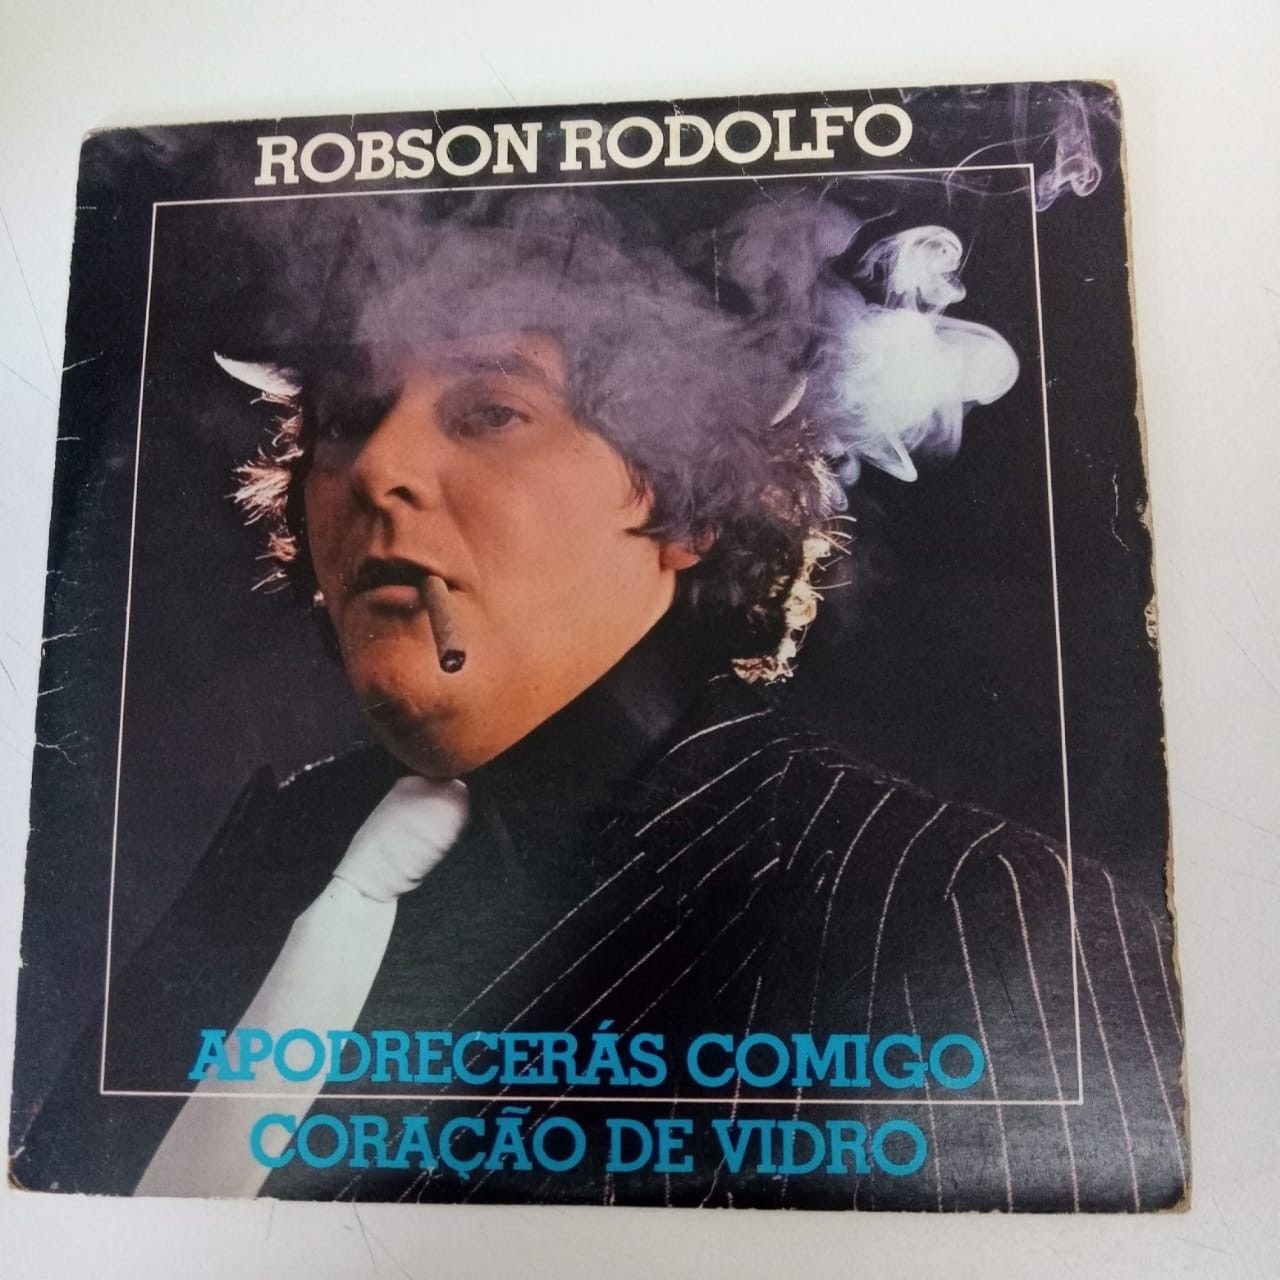 ROBSON RODOLFO
APODRECERÁS COMIGO
CORAÇÃO DE VIDRO